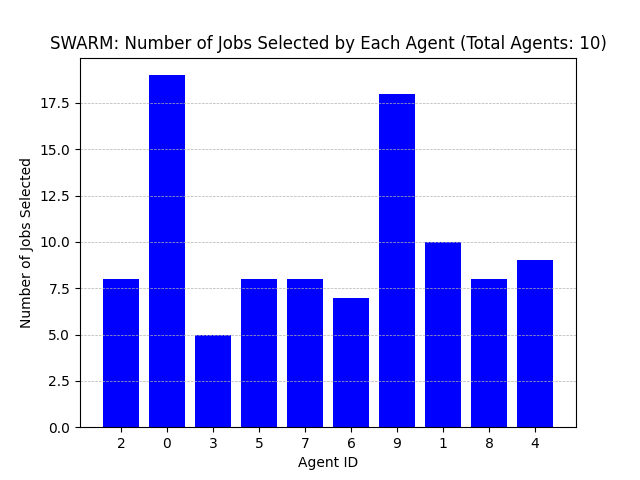 SWARM: Number of Jobs Selected by Each Agent (Total Agents: 10)
Number of Jobs Selected
17.5
15.0
12.5
10.0
7.5
5.0
2.5
0.0
2 0 3 5 7 6 9 1 8 4
Agent ID